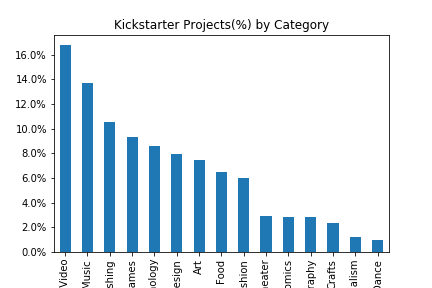 Kickstarter Projects(%) by Category
16.0%
14.0%
12.0%
10.0%
8.0%
6.0%
4.0%
2.0%
0.0%
Video
Music
shing
ames
ology
esign
Art
Food
shion
eater
omics
raphy
Crafts
alism
Dance